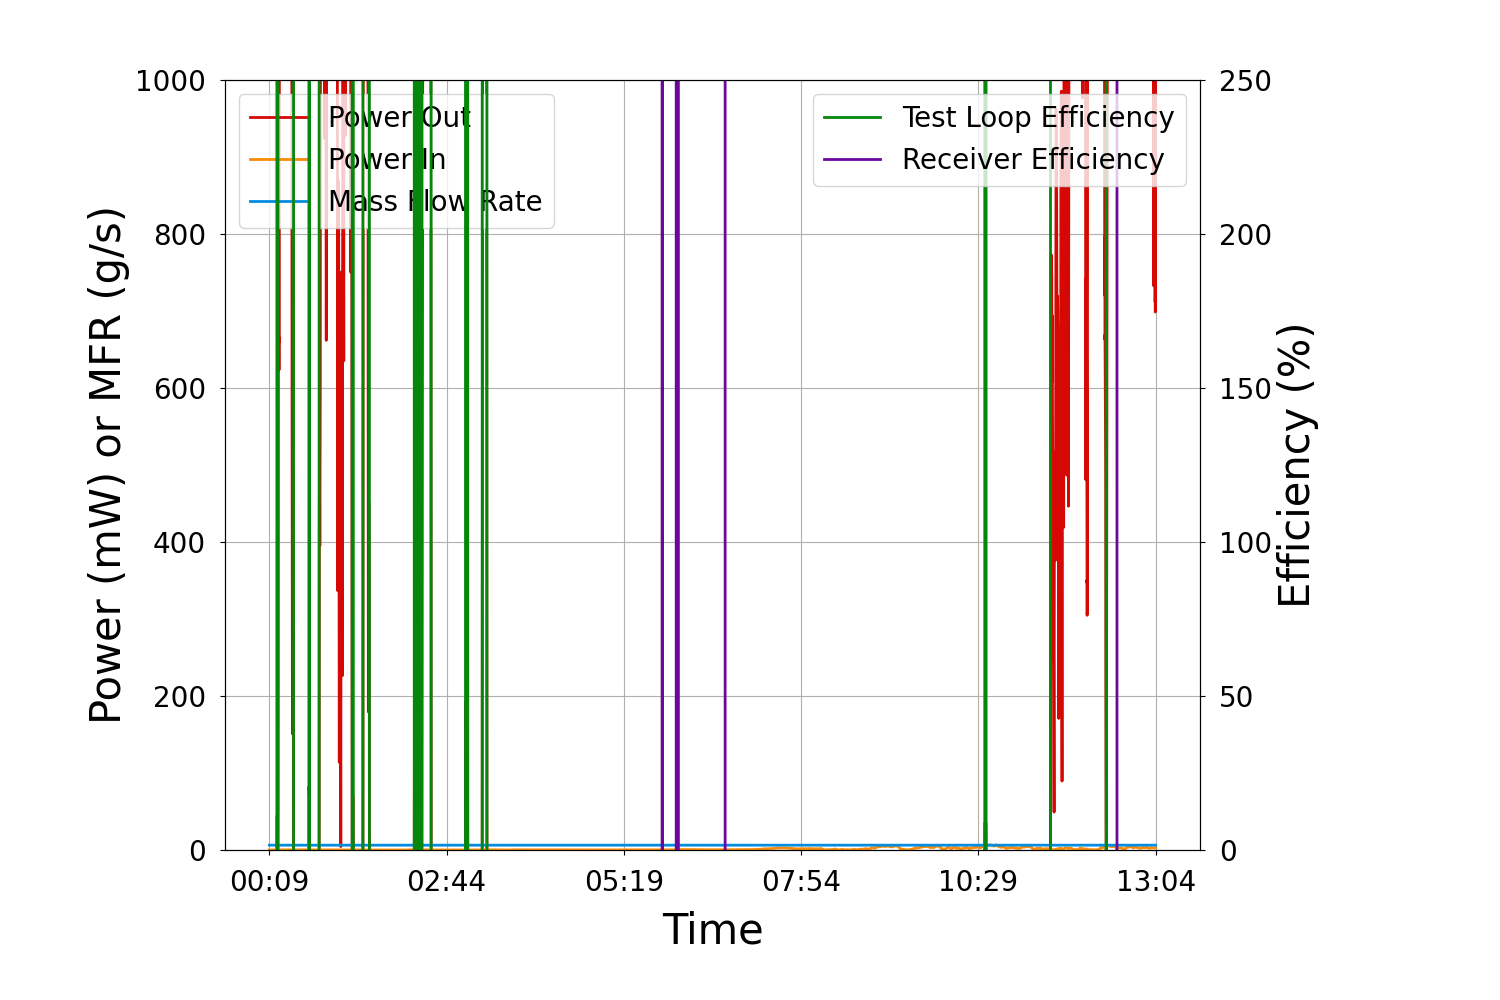 1000
800
600
400
200
0
Power (mW) or MFR (g/s)
Power Out
Power In
Mass Flow Rate
Test Loop Efficiency
Receiver Efficiency
250
200
150
100
50
0
Efficiency (%)
00:09 02:44 05:19 07:54 10:29 13:04
Time